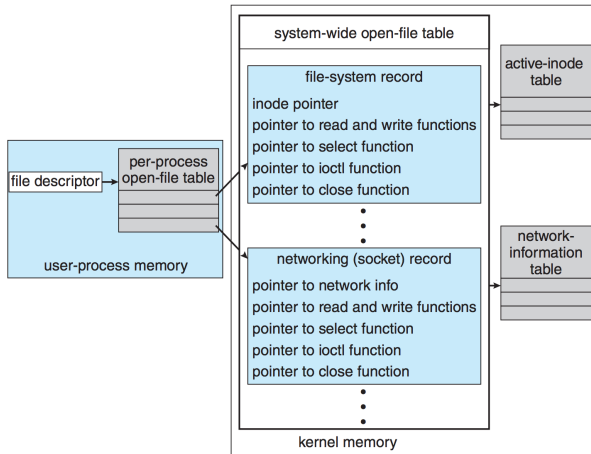 system-wide open-file table
file-system record
inode pointer
pointer to read and write functions
pointer to select function
pointer to ioctl function
pointer to close function
active-inode
table
per-process
open-file table
file descriptor
user-process memory
networking (socket) record
pointer to network info
pointer to read and write functions
pointer to select function
pointer to ioctl function
pointer to close function
network-
information
table
kernel memory